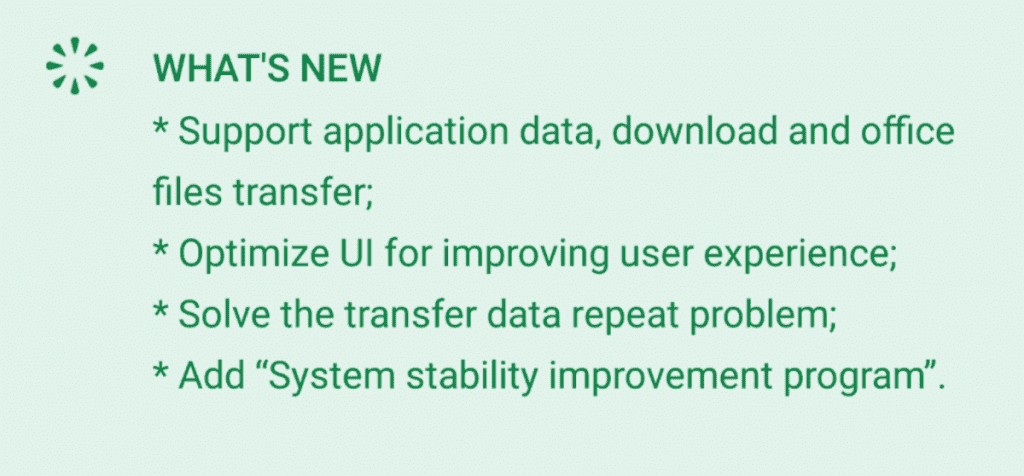 WHAT'S NEW
* Support application data, download and office
files transfer;
* Optimize UI for improving user experience;
* Solve the transfer data repeat problem;
* Add “System stability improvement program”.